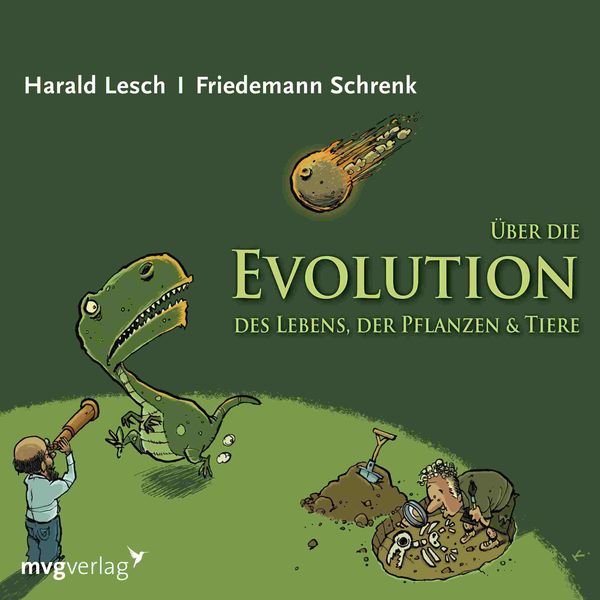 Harald Lesch I Friedemann Schrenk
ÜBER DIE
EVOLUTION
DES LEBENS, DER PFLANZEN & TIERE
mvgverlag